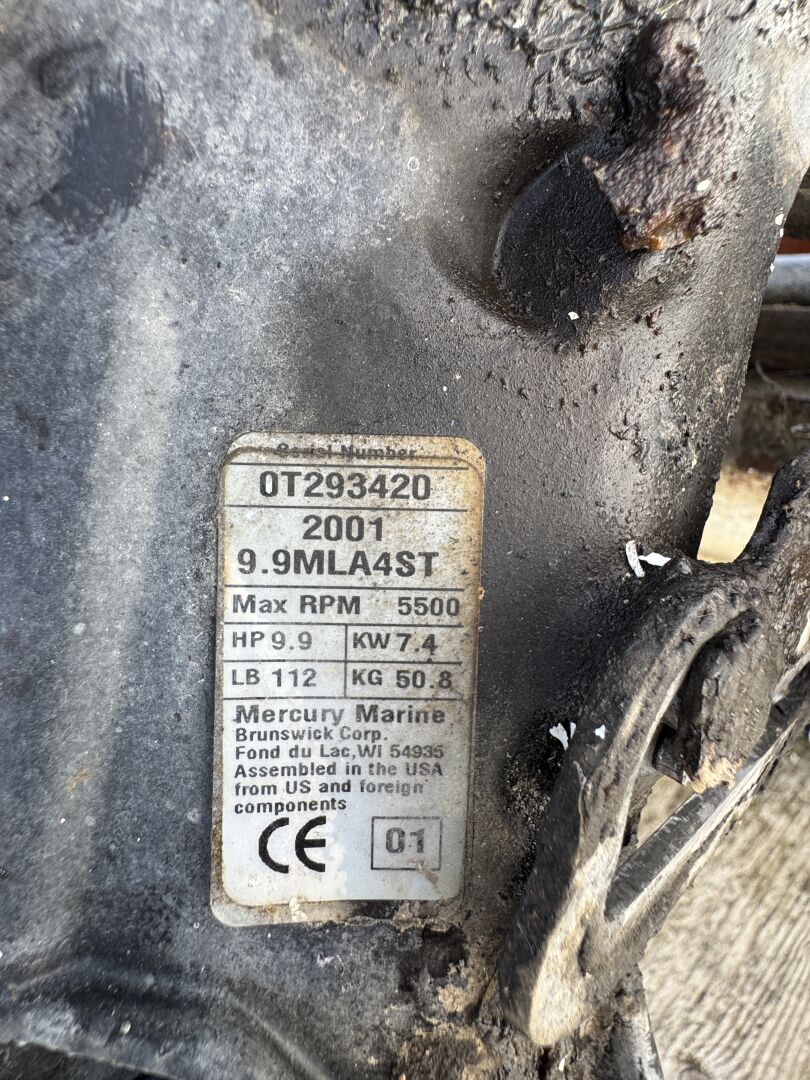 Serial Number
0T293420
2001
9.9MLA4ST
Max RPM 5500
HP 9.9 KW 7.4
LB 112 KG 50.8
Mercury Marine
Brunswick Corp.
Fond du Lac,WI 54935
Assembled in the USA
from US and foreign
components
CE 01